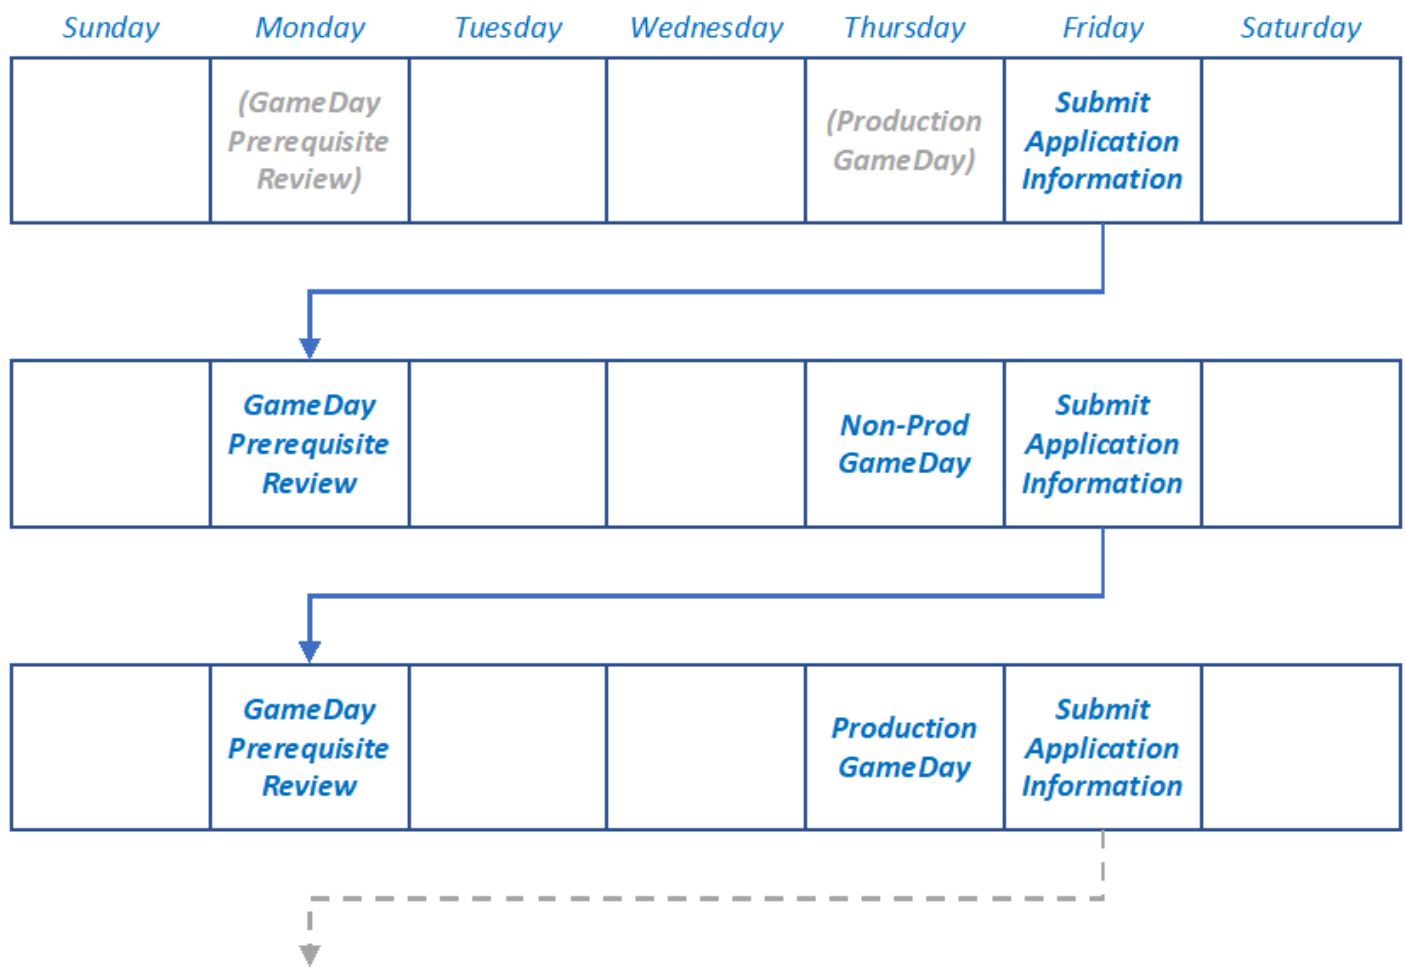 Sunday Monday Tuesday Wednesday Thursday Friday Saturday
(GameDay
Prerequisite
Review)
(Production
GameDay)
Submit
Application
Information
GameDay
Prerequisite
Review
Non-Prod
GameDay
Submit
Application
Information
GameDay
Prerequisite
Review
Production
GameDay
Submit
Application
Information